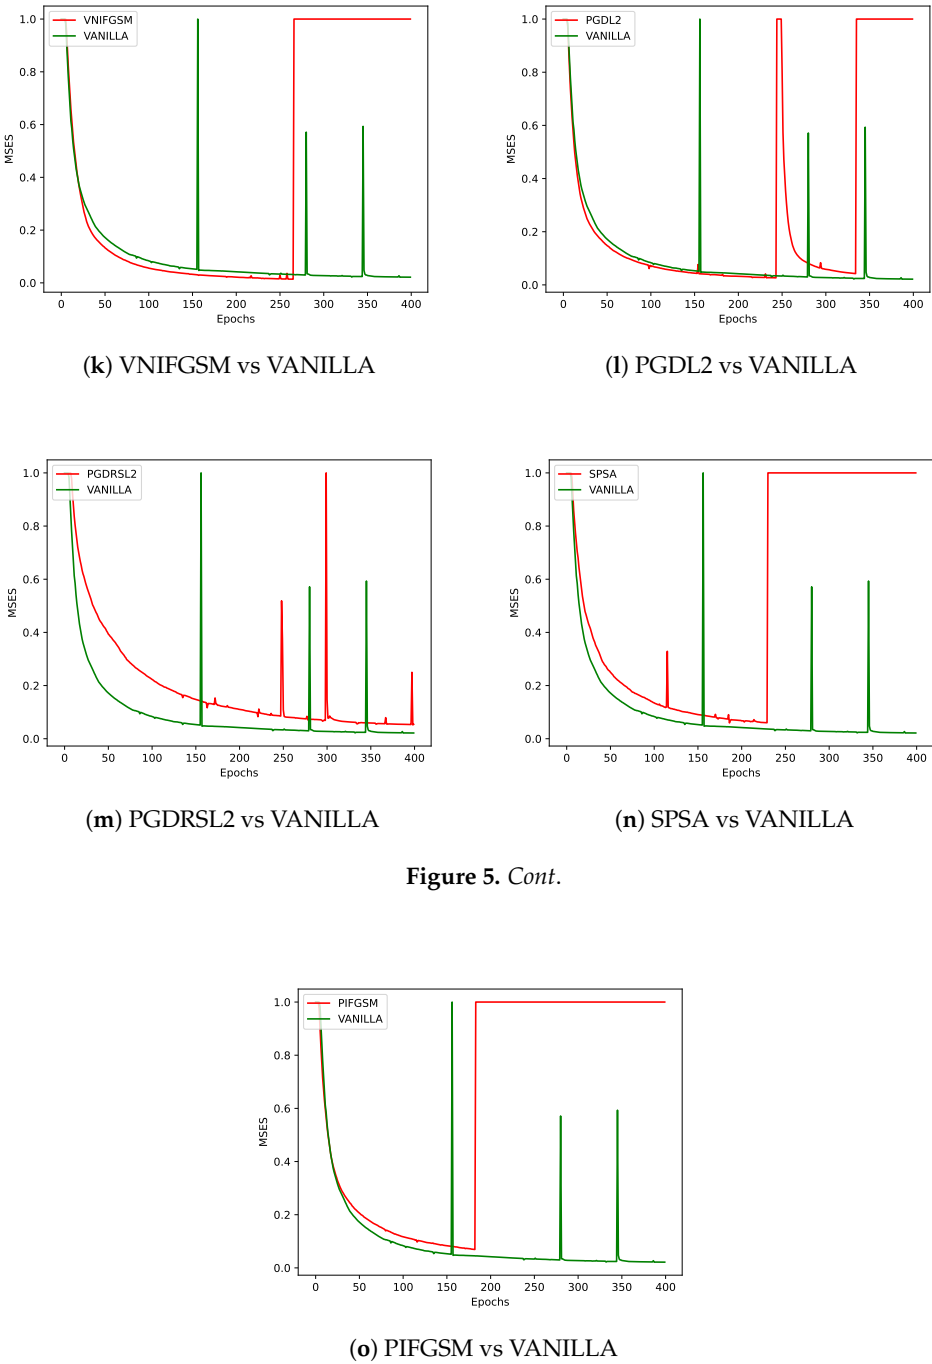 1.0
0.8
0.6
0.4
0.2
0.0
MSES
VNIFGSM
VANILLA
0 50 100 150 200 250 300 350 400
Epochs
(k) VNIFGSM vs VANILLA
1.0
0.8
0.6
0.4
0.2
0.0
MSES
PGDL2
VANILLA
0 50 100 150 200 250 300 350 400
Epochs
(l) PGDL2 vs VANILLA
1.0
0.8
0.6
0.4
0.2
0.0
MSES
PGDRSL2
VANILLA
0 50 100 150 200 250 300 350 400
Epochs
(m) PGDRSL2 vs VANILLA
1.0
0.8
0.6
0.4
0.2
0.0
MSES
SPSA
VANILLA
0 50 100 150 200 250 300 350 400
Epochs
(n) SPSA vs VANILLA
Figure 5. Cont.
1.0
0.8
0.6
0.4
0.2
0.0
MSES
PIFGSM
VANILLA
0 50 100 150 200 250 300 350 400
Epochs
(o) PIFGSM vs VANILLA